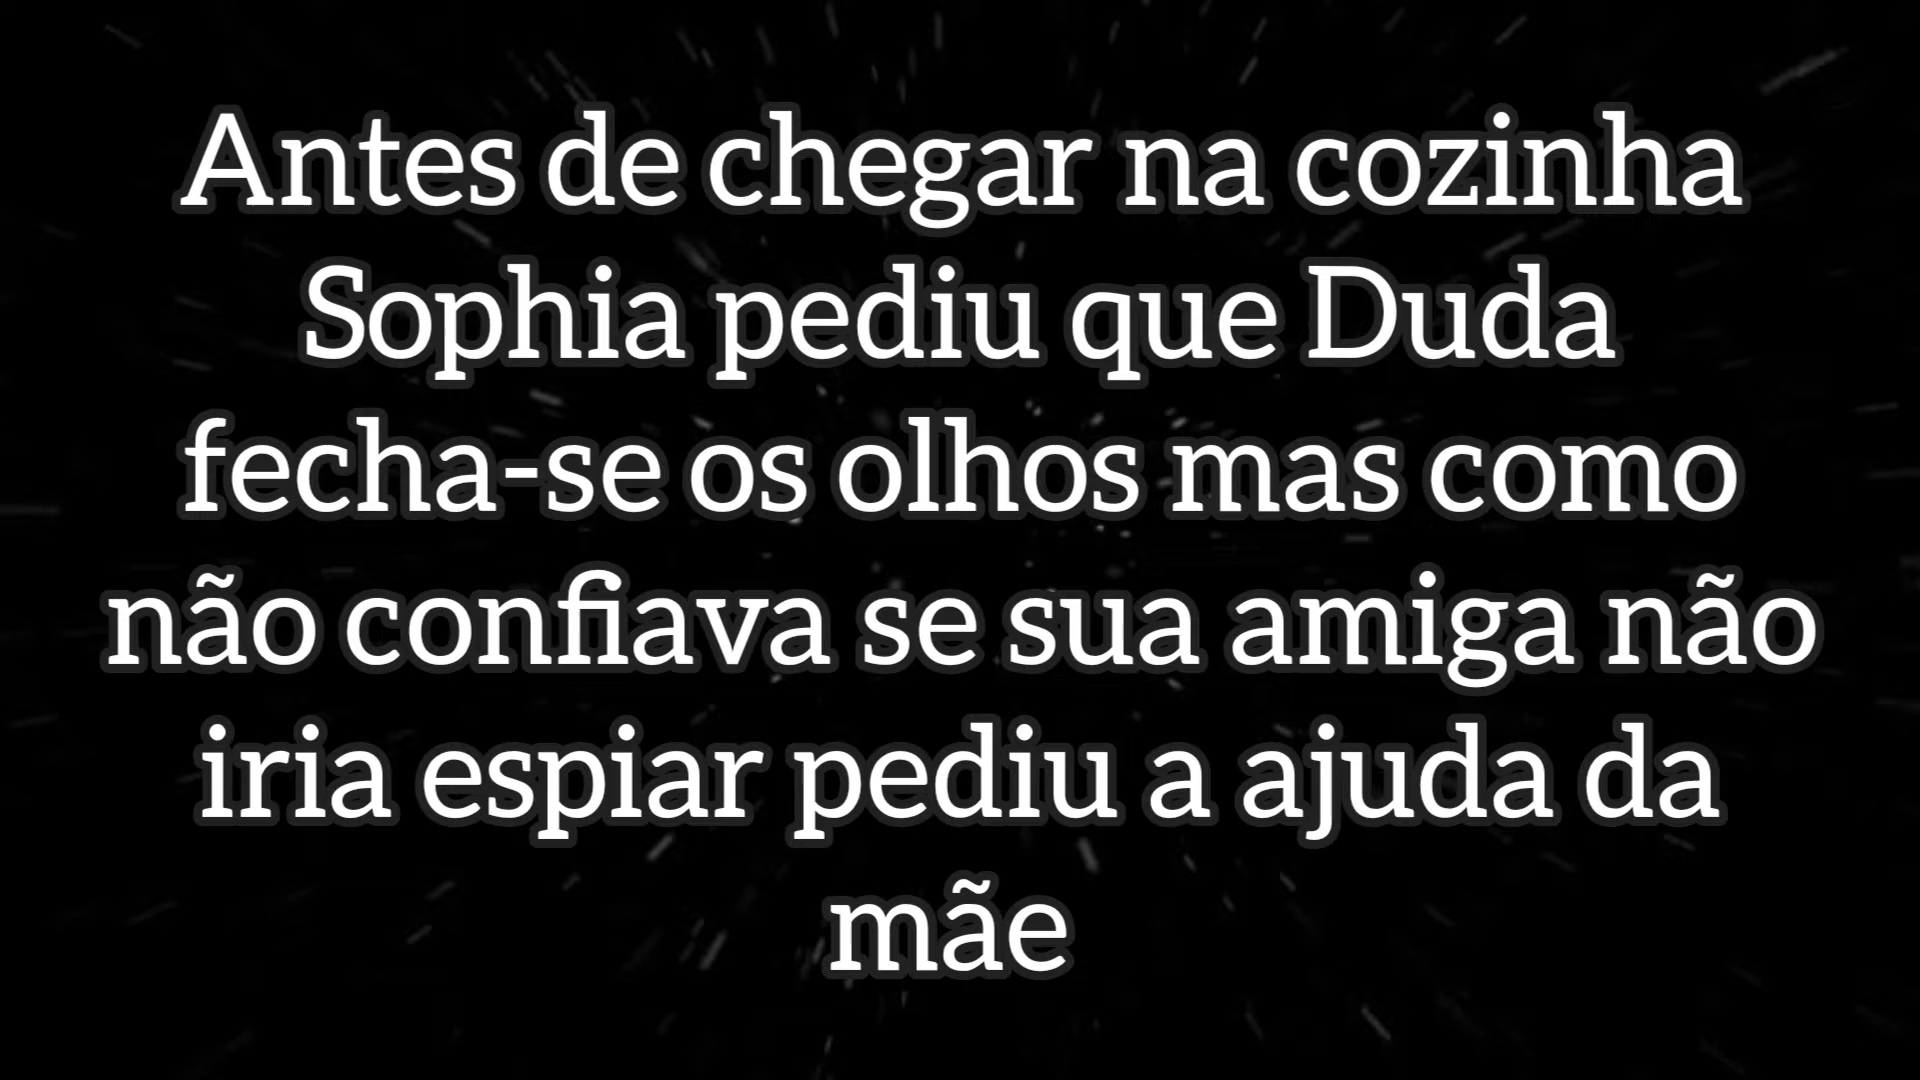 Antes de chegar na cozinha
Sophia pediu que Duda
fecha-se os olhos mas como
não confiava se sua amiga não
iria espiar pediu a ajuda da
mãe